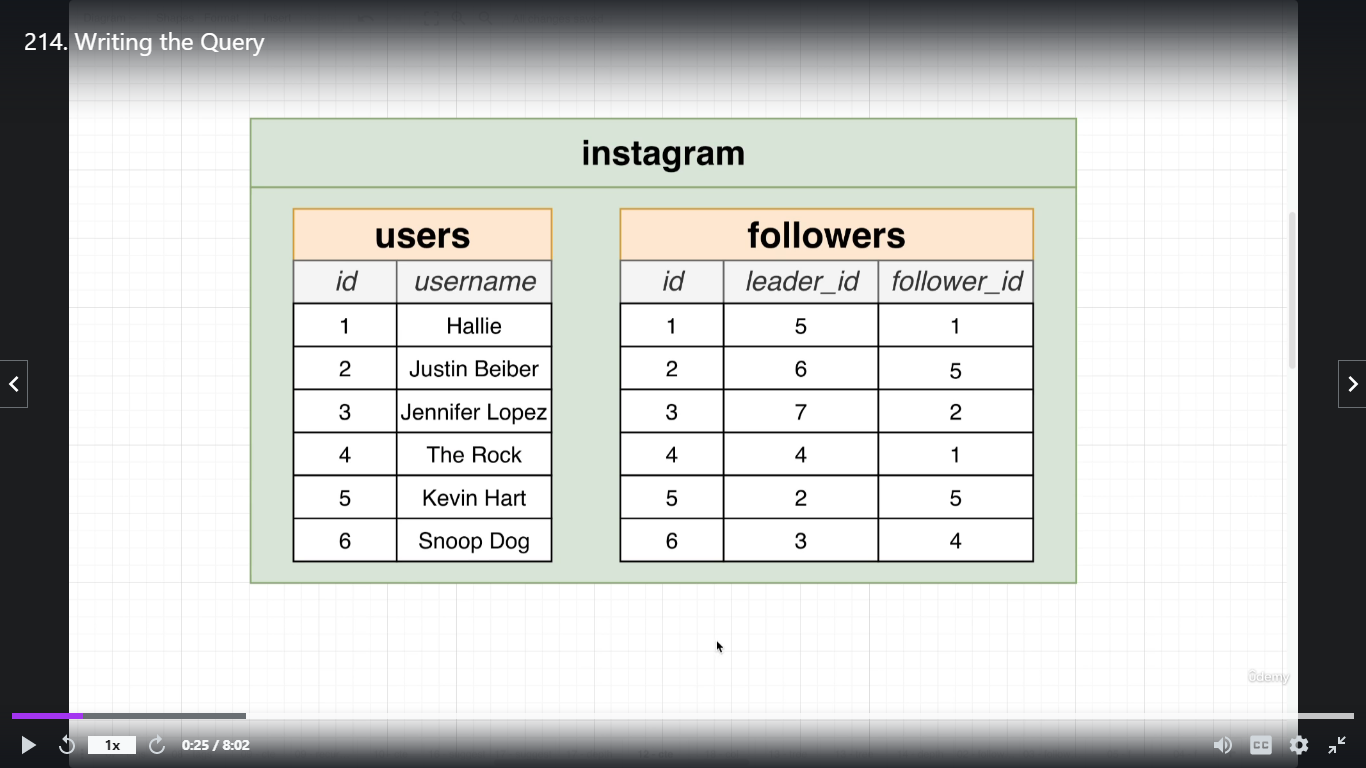 214. Writing the Query
instagram
users
id username
1 Hallie
2 Justin Beiber
3 Jennifer Lopez
4 The Rock
5 Kevin Hart
6 Snoop Dog
followers
id leader_id follower_id
1 5 1
2 6 5
3 7 2
4 4 1
5 2 5
6 3 4
ûdemy
1x
0:25 / 8:02
CC